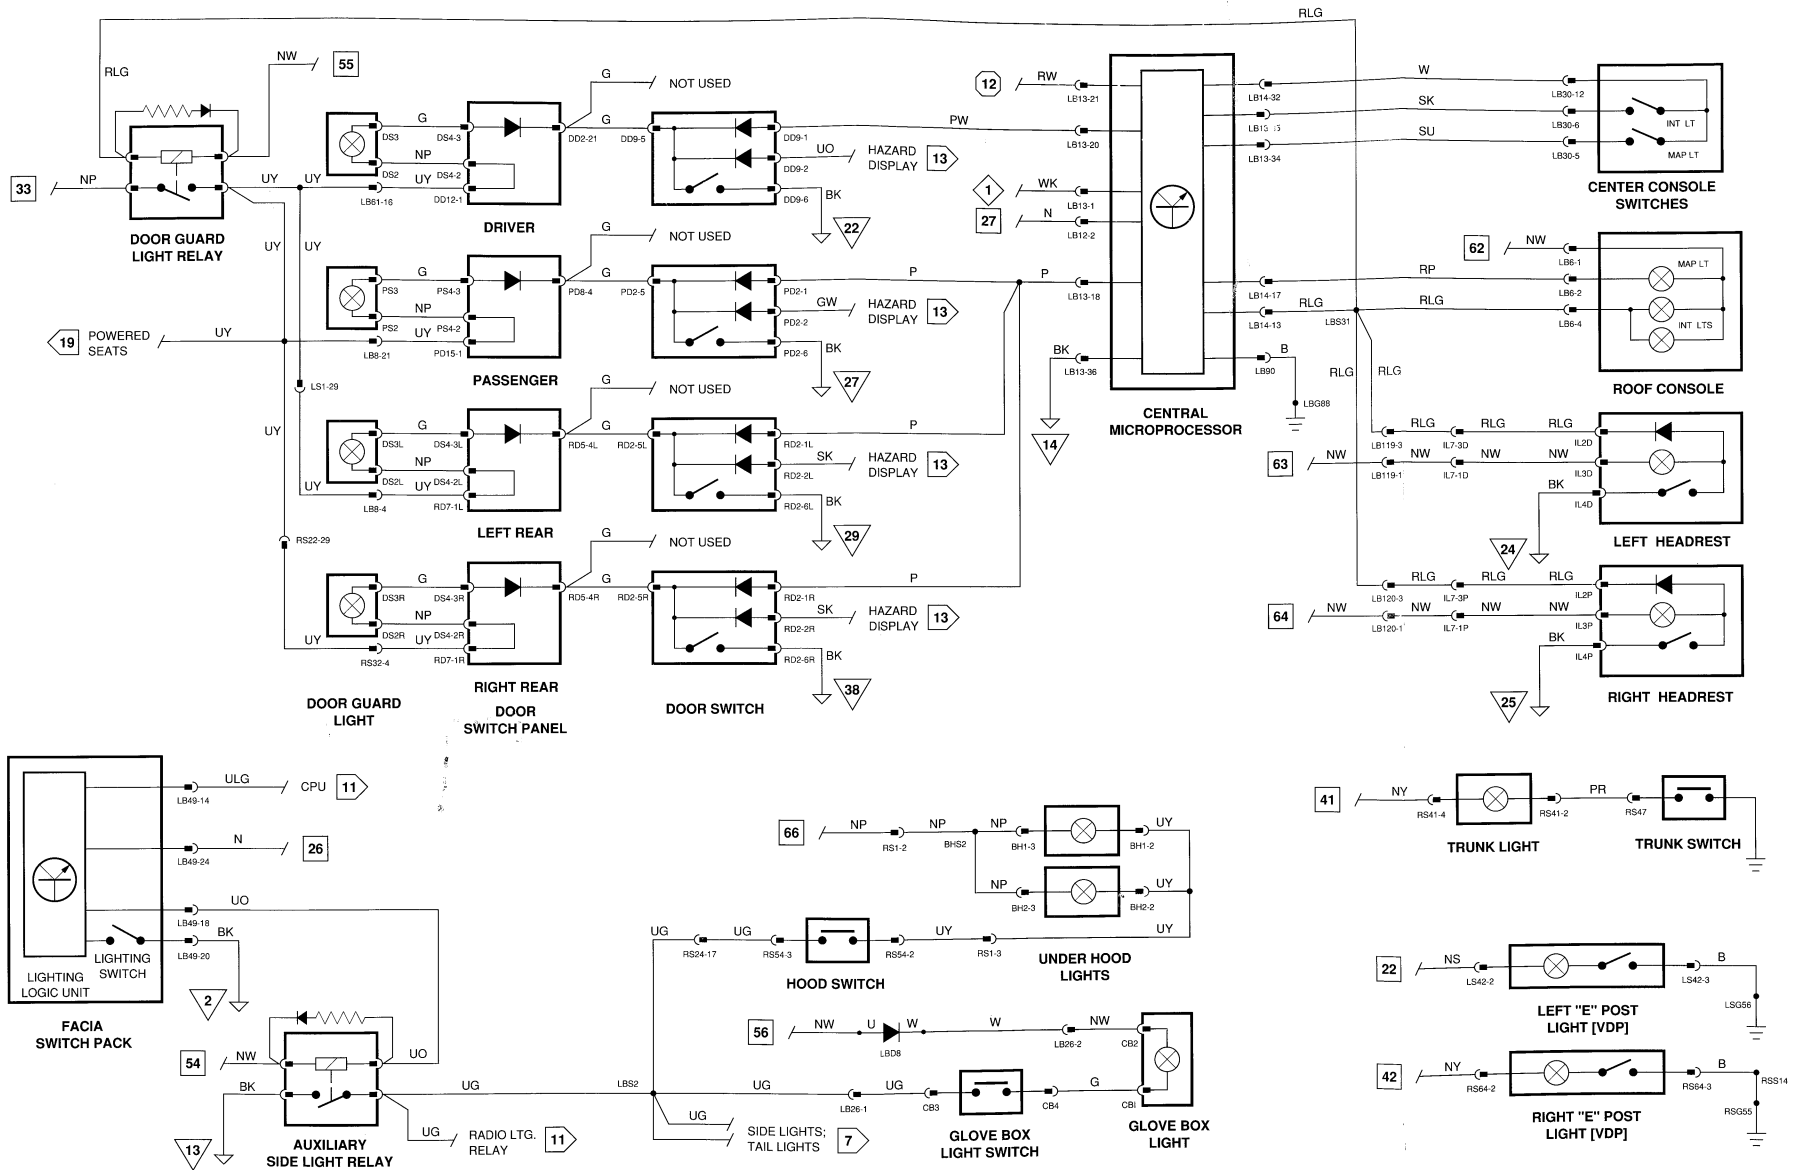 RLG
RLG
NW
55
33
NP
DOOR GUARD
LIGHT RELAY
UY
UY
UY
19
POWERED
SEATS
UY
LS1-29
UY
RS22-29
DS3
G
DS4-3
DS2
NP
DS4-2
UY
LB61-16
UY
DD12-1
DRIVER
G
NOT USED
DD2-21
G
DD9-5
DD9-1
PW
UO
DD9-2
HAZARD
DISPLAY
13
DD9-6
BK
22
LB13-20
PS3
G
PS4-3
PS2
NP
PS4-2
LB8-21
UY
PD15-1
PASSENGER
G
NOT USED
PD8-4
G
PD2-5
PD2-1
P
P
LB13-18
GW
PD2-2
HAZARD
DISPLAY
13
PD2-6
BK
27
DS3L
G
DS4-3L
DS2L
NP
DS4-2L
UY
LB8-4
UY
RD7-1L
LEFT REAR
G
NOT USED
RD5-4L
G
RD2-5L
RD2-1L
P
SK
RD2-2L
HAZARD
DISPLAY
13
RD2-6L
BK
29
DS3R
G
DS4-3R
DS2R
NP
DS4-2R
UY
RS32-4
UY
RD7-1R
RIGHT REAR
G
NOT USED
RD5-4R
G
RD2-5R
RD2-1R
P
SK
RD2-2R
HAZARD
DISPLAY
13
RD2-6R
BK
38
DOOR GUARD
LIGHT
DOOR
SWITCH PANEL
DOOR SWITCH
12
RW
LB13-21
1
WK
LB13-1
27
N
LB12-2
BK
LB13-36
14
CENTRAL
MICROPROCESSOR
LB14-32
W
LB30-12
SK
LB30-6
LB13-34
SU
LB30-5
INT LT
MAP LT
CENTER CONSOLE
SWITCHES
62
NW
LB6-1
MAP LT
LB14-17
RP
LB6-2
LB14-13
RLG
LBS31
RLG
LB6-4
INT LTS
ROOF CONSOLE
B
LB90
LBG88
RLG
RLG
RLG
RLG
RLG
LB119-3
IL7-3D
IL2D
63
NW
NW
NW
NW
LB119-1
IL7-1D
IL3D
BK
IL4D
24
LEFT HEADREST
RLG
RLG
RLG
LB120-3
IL7-3P
IL2P
64
NW
NW
NW
NW
LB120-1
IL7-1P
IL3P
BK
IL4P
25
RIGHT HEADREST
ULG
LB49-14
CPU
11
N
LB49-24
26
UO
LB49-18
BK
LB49-20
2
LIGHTING
SWITCH
LIGHTING
LOGIC UNIT
FACIA
SWITCH PACK
54
NW
UO
BK
13
AUXILIARY
SIDE LIGHT RELAY
UG
LBS2
UG
RADIO LTG.
RELAY
11
66
NP
RS1-2
NP
BHS2
NP
BH1-3
UY
BH1-2
NP
BH2-3
UY
BH2-2
UNDER HOOD
LIGHTS
UG
RS24-17
UG
RS54-3
RS54-2
UY
RS1-3
UY
HOOD SWITCH
56
NW
U
W
LBD8
W
LB26-2
NW
CB2
UG
LB26-1
UG
CB3
CB4
G
CB1
GLOVE BOX
LIGHT SWITCH
GLOVE BOX
LIGHT
UG
SIDE LIGHTS;
TAIL LIGHTS
7
41
NY
RS41-4
RS41-2
PR
RS47
TRUNK LIGHT
TRUNK SWITCH
22
NS
LS42-2
LS42-3
B
LSG56
LEFT "E" POST
LIGHT [VDP]
42
NY
RS64-2
RS64-3
B
RSS14
RSG55
RIGHT "E" POST
LIGHT [VDP]